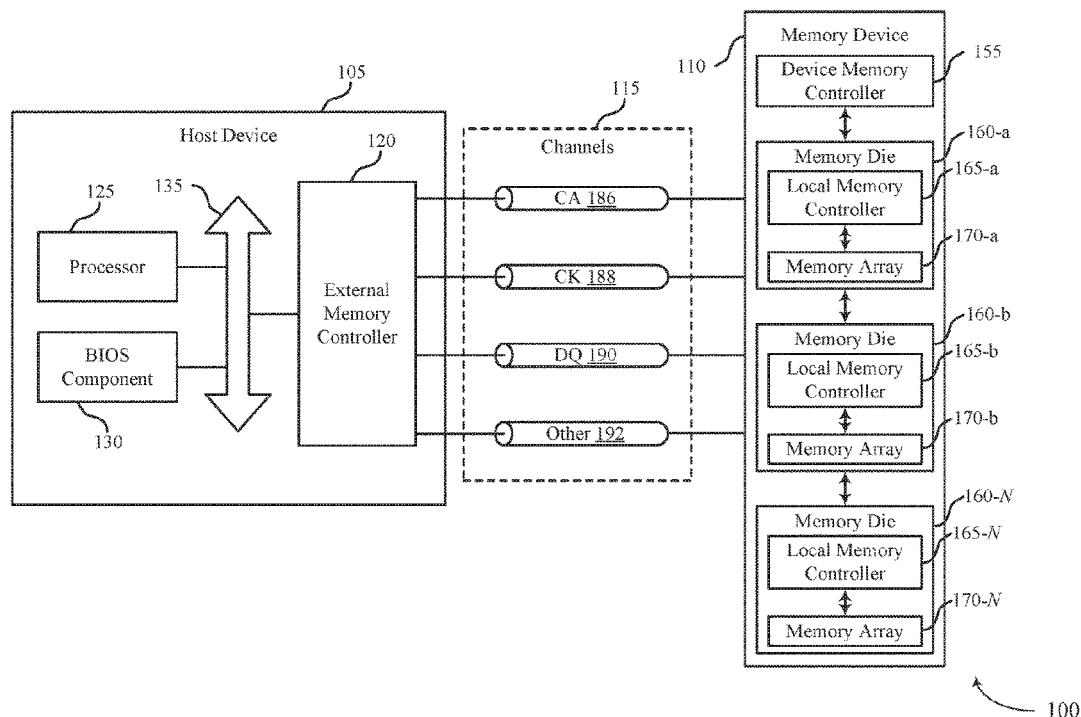 105
Host Device
125
135
120
Processor
BIOS
Component
130
External
Memory
Controller
115
Channels
CA 186
CK 188
DQ 190
Other 192
110
Memory Device
Device Memory
Controller
155
160-a
Memory Die
Local Memory
Controller
165-a
Memory Array
170-a
160-b
Memory Die
Local Memory
Controller
165-b
Memory Array
170-b
160-N
Memory Die
Local Memory
Controller
165-N
Memory Array
170-N
100